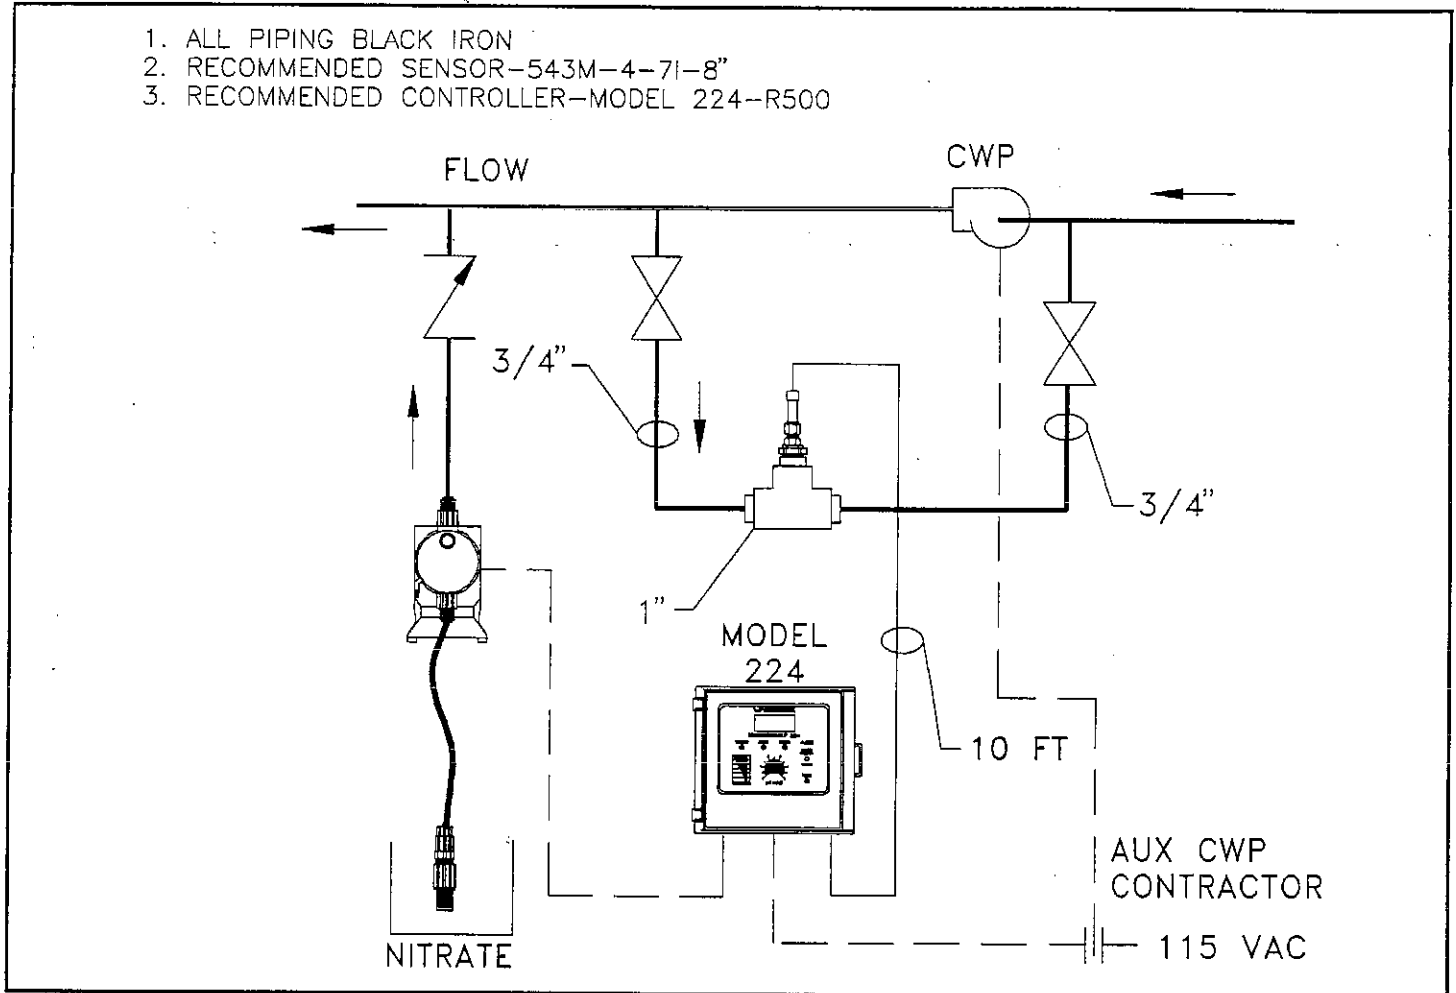 1. ALL PIPING BLACK IRON
2. RECOMMENDED SENSOR-543M-4-7I-8"
3. RECOMMENDED CONTROLLER-MODEL 224-R500
FLOW
CWP
3/4"
3/4"
1"
MODEL
224
10 FT
AUX CWP
CONTRACTOR
115 VAC
NITRATE